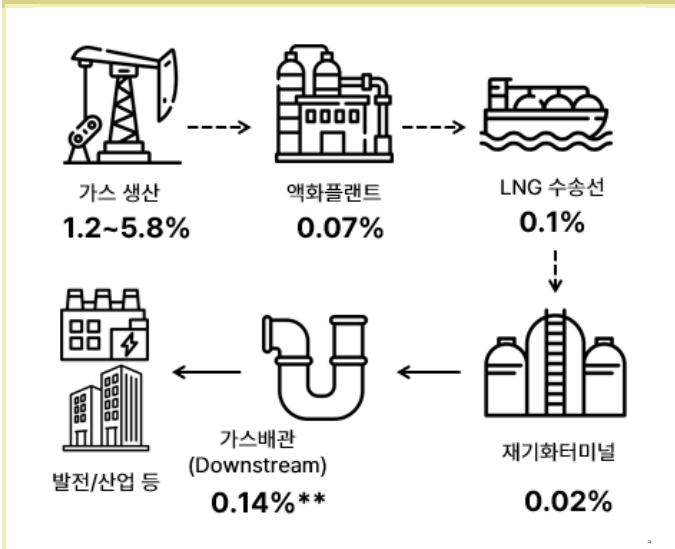 가스 생산
1.2~5.8%
액화플랜트
0.07%
LNG 수송선
0.1%
재기화터미널
0.02%
가스배관
(Downstream)
0.14%**
발전/산업 등